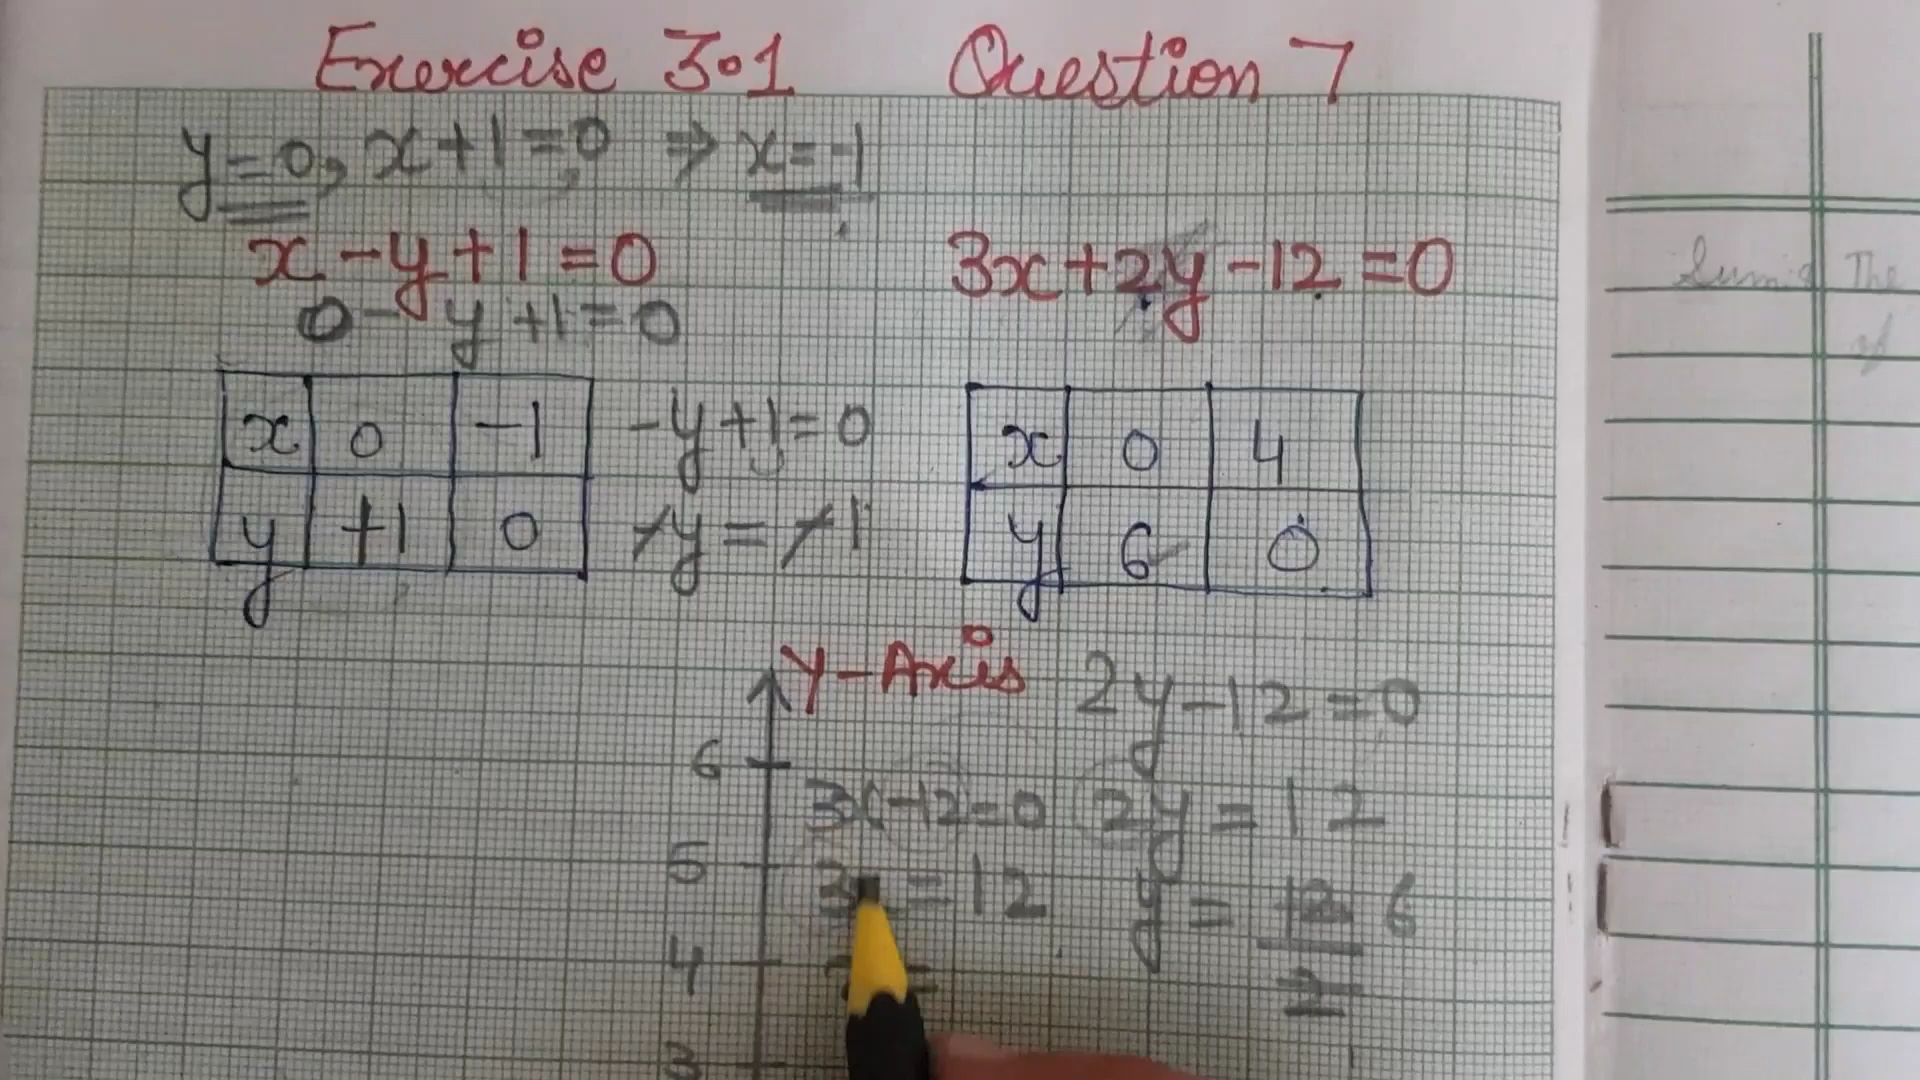 Exercise 3.1 Question 7
y=0, x+1=0 ⇒ x=-1
x-y+1=0
0-y+1=0
x 0 -1
y +1 0
-y+1=0
-y=-1
3x+2y-12=0
x 0 4
y 6 0
Y-Axis
2y-12=0
2y=12
y=12 6
2
3x-12=0
3x=12
6
5
4
3
The
of